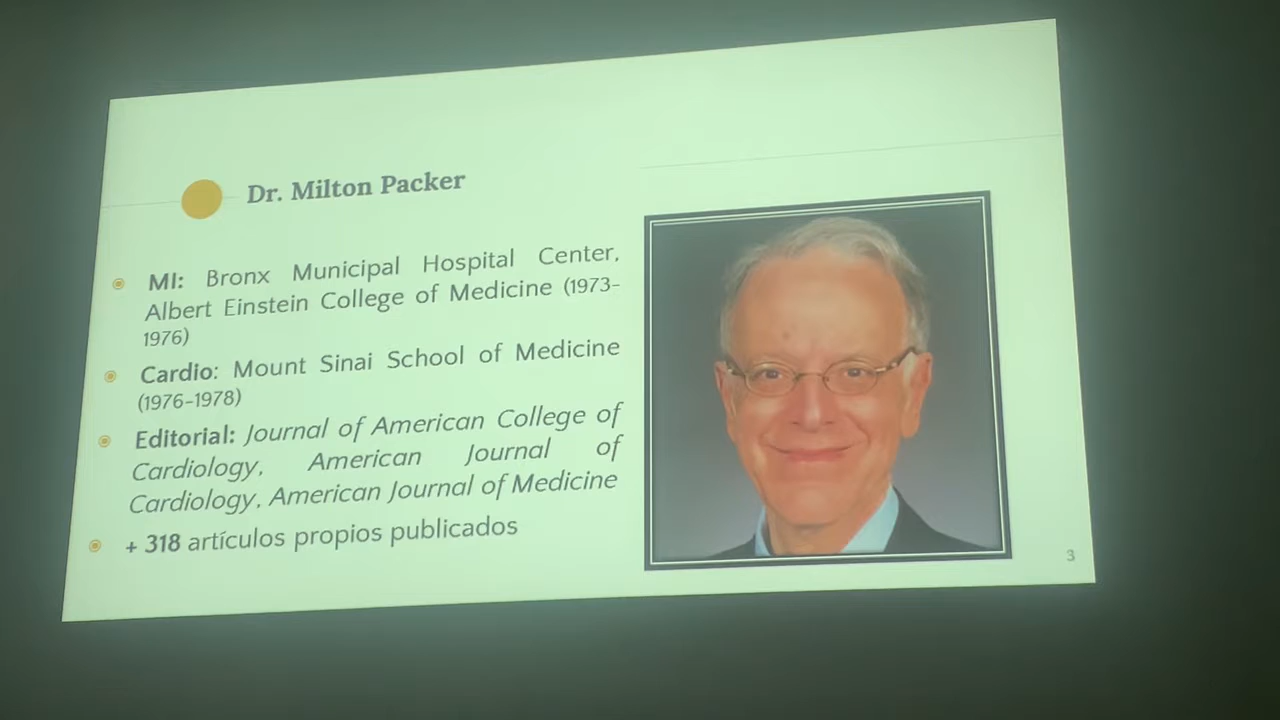 Dr. Milton Packer
MI: Bronx Municipal Hospital Center,
Albert Einstein College of Medicine (1973-
1976)
Cardio: Mount Sinai School of Medicine
(1976-1978)
Editorial: Journal of American College of
Cardiology, American Journal of
Cardiology, American Journal of Medicine
+ 318 artículos propios publicados
3